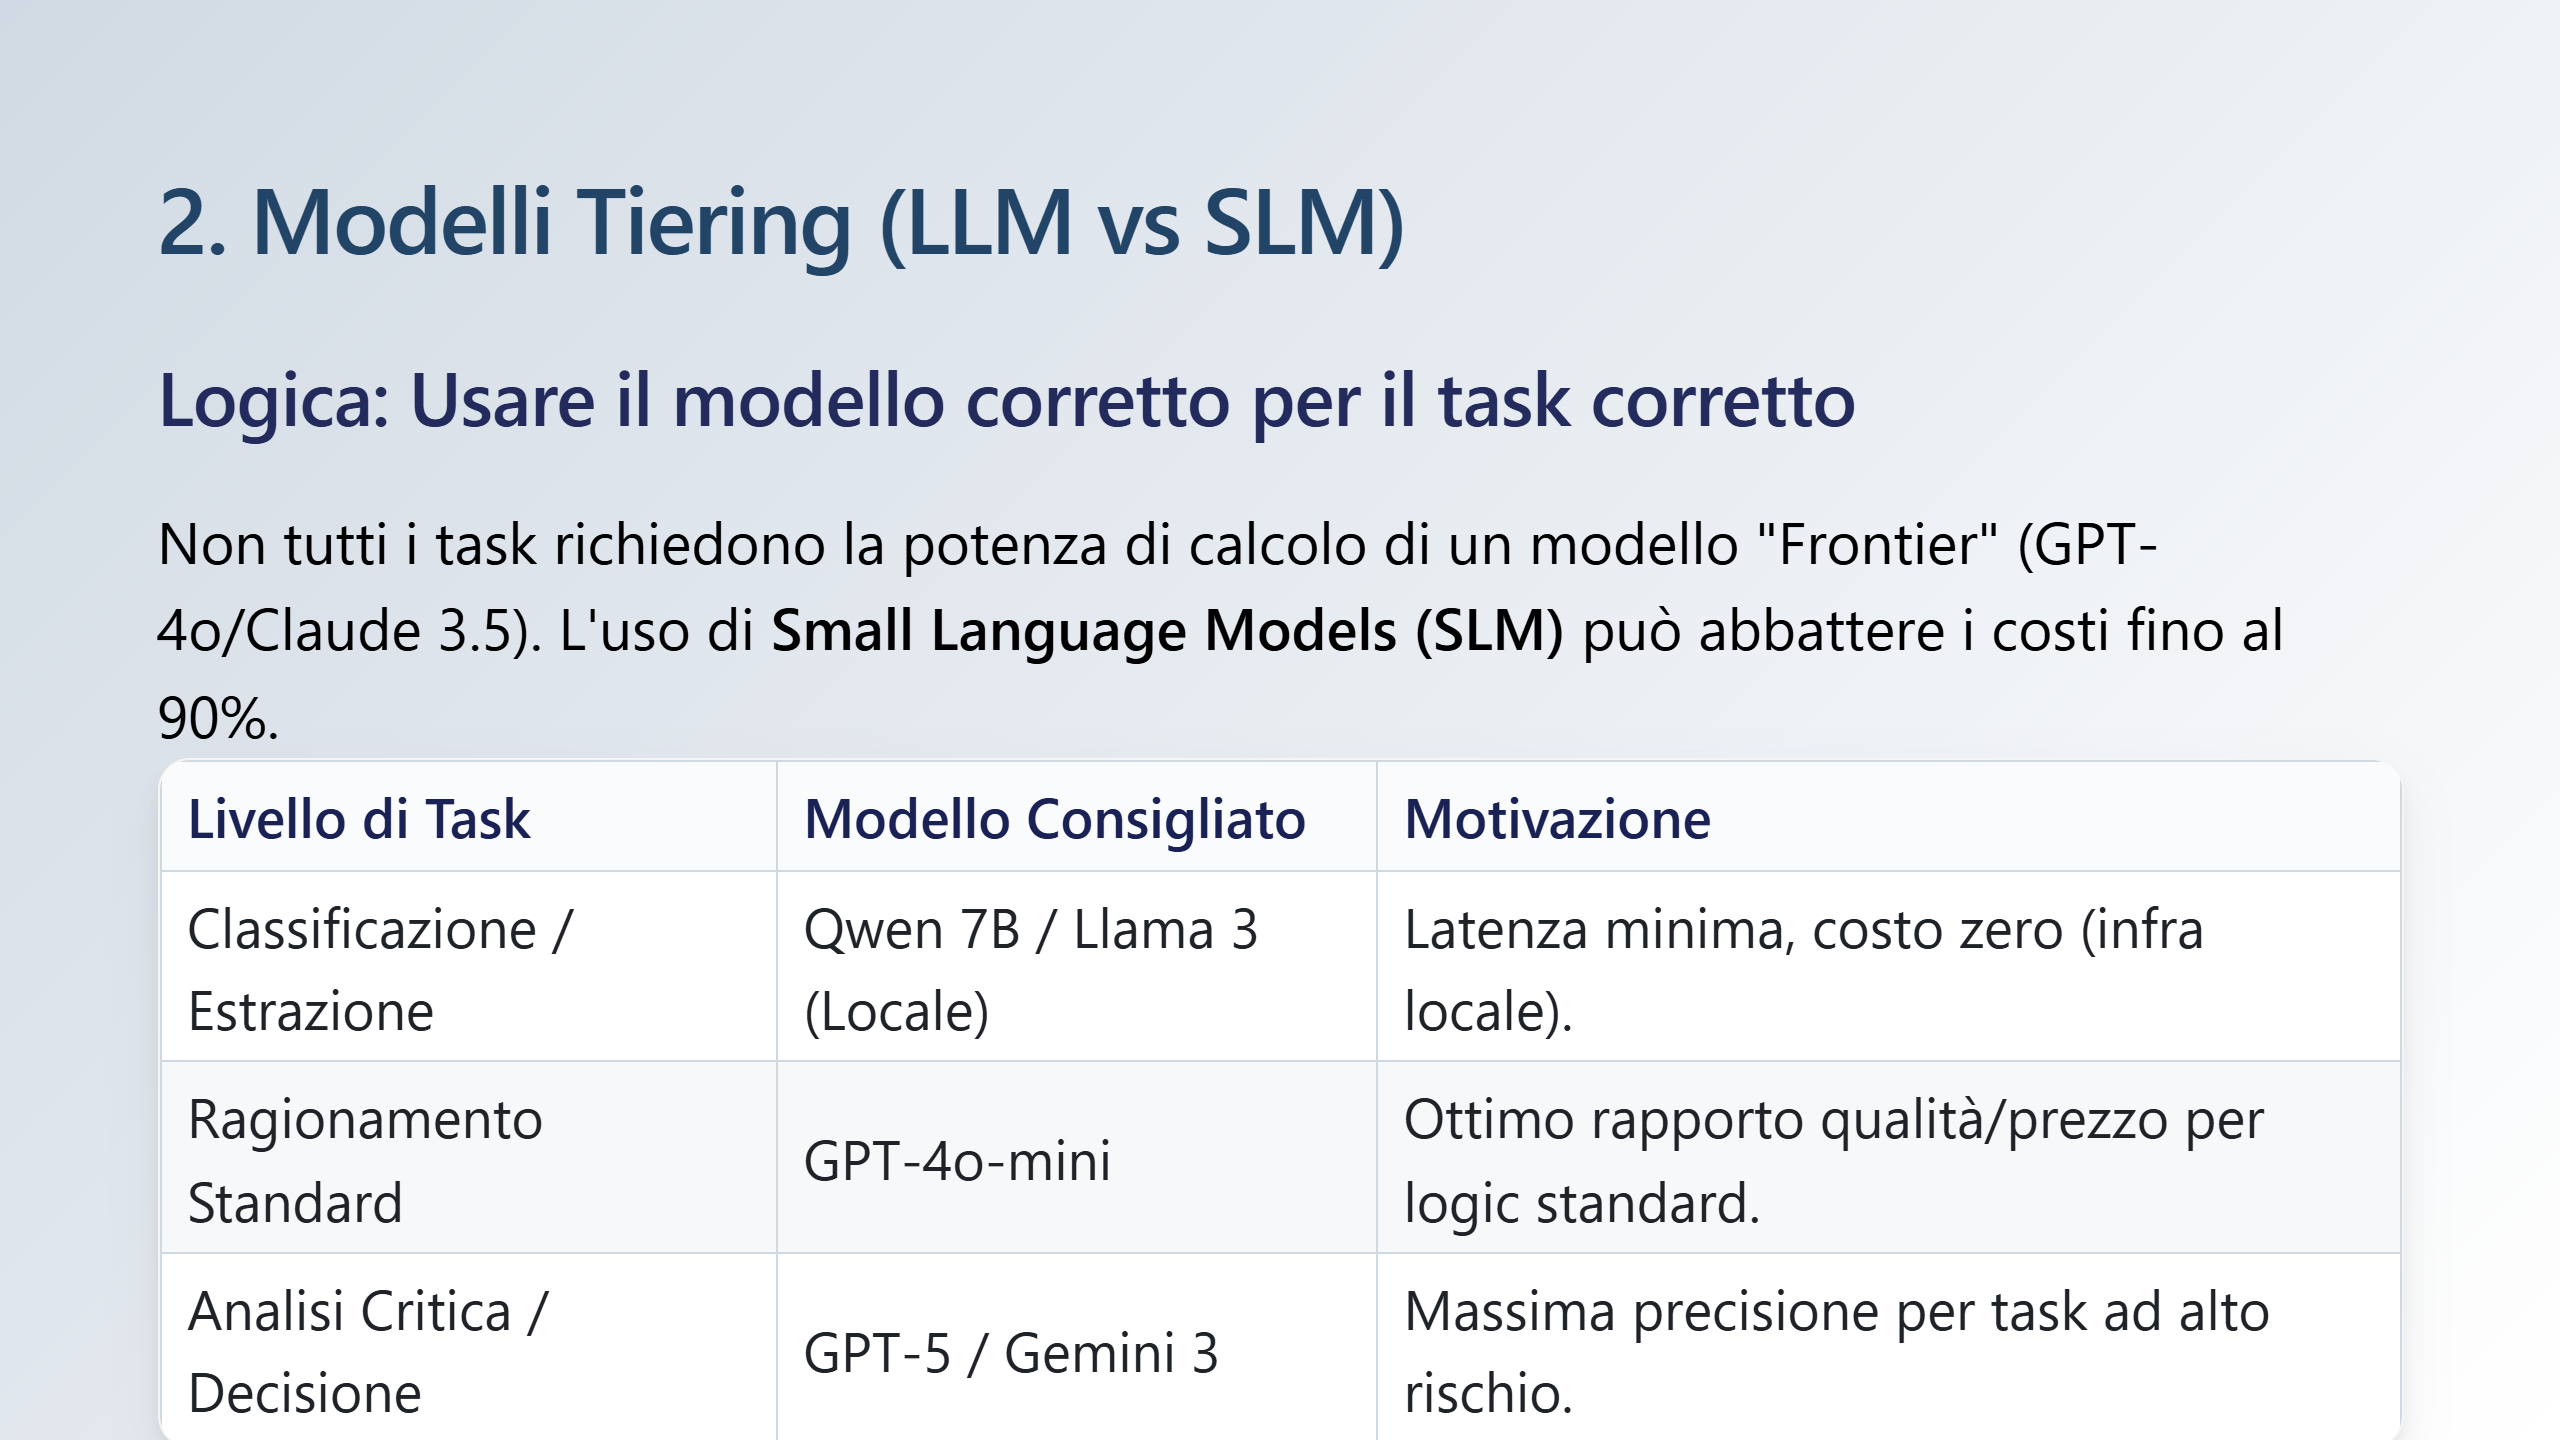 2. Modelli Tiering (LLM vs SLM)
Logica: Usare il modello corretto per il task corretto
Non tutti i task richiedono la potenza di calcolo di un modello "Frontier" (GPT-
4o/Claude 3.5). L'uso di Small Language Models (SLM) può abbattere i costi fino al
90%.
Livello di Task
Modello Consigliato
Motivazione
Classificazione /
Estrazione
Qwen 7B / Llama 3
(Locale)
Latenza minima, costo zero (infra
locale).
Ragionamento
Standard
GPT-4o-mini
Ottimo rapporto qualità/prezzo per
logic standard.
Analisi Critica /
Decisione
GPT-5 / Gemini 3
Massima precisione per task ad alto
rischio.